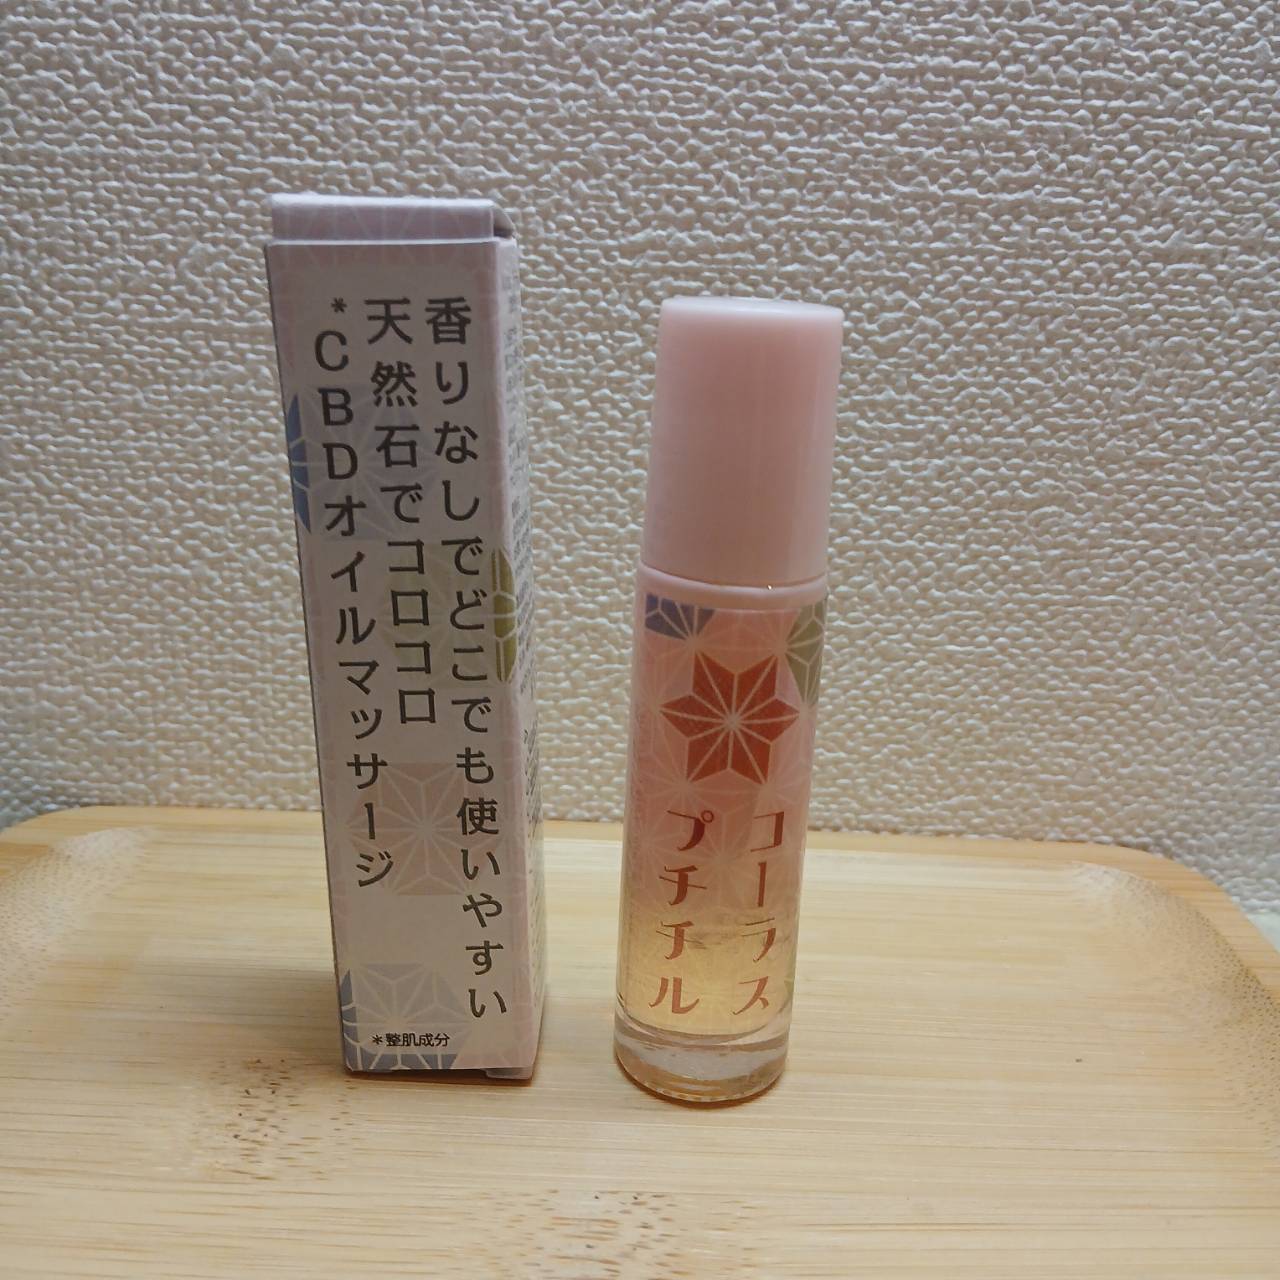 香りなしでどこでも使いやすい
天然石でコロコロ
*CBDオイルマッサージ
*整肌成分
コーラス
プチチル